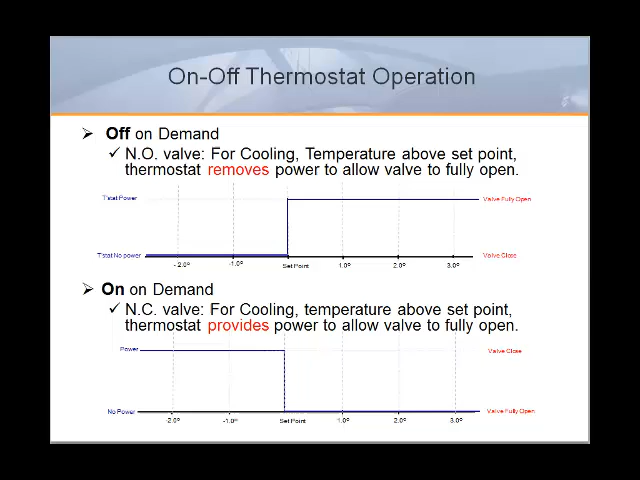 On-Off Thermostat Operation
➢ Off on Demand
✓ N.O. valve: For Cooling, Temperature above set point,
thermostat removes power to allow valve to fully open.
T'stat Power
Valve Fully Open
T'stat No power
Valve Close
- 2.0º -1.0º Set Point 1.0º 2.0º 3.0º
➢ On on Demand
✓ N.C. valve: For Cooling, temperature above set point,
thermostat provides power to allow valve to fully open.
Power
Valve Close
No Power
Valve Fully Open
-2.0º -1.0º Set Point 1.0º 2.0º 3.0º